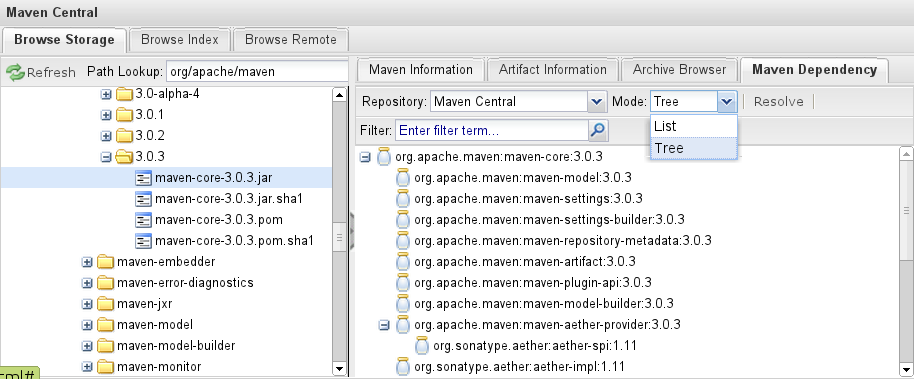 Maven Central
Browse Storage Browse Index Browse Remote
Refresh Path Lookup: org/apache/maven
3.0-alpha-4
3.0.1
3.0.2
3.0.3
maven-core-3.0.3.jar
maven-core-3.0.3.jar.sha1
maven-core-3.0.3.pom
maven-core-3.0.3.pom.sha1
maven-embedder
maven-error-diagnostics
maven-jxr
maven-model
maven-model-builder
maven-monitor
Maven Information Artifact Information Archive Browser Maven Dependency
Repository: Maven Central Mode: Tree Resolve
List
Tree
Filter: Enter filter term...
org.apache.maven:maven-core:3.0.3
org.apache.maven:maven-model:3.0.3
org.apache.maven:maven-settings:3.0.3
org.apache.maven:maven-settings-builder:3.0.3
org.apache.maven:maven-repository-metadata:3.0.3
org.apache.maven:maven-artifact:3.0.3
org.apache.maven:maven-plugin-api:3.0.3
org.apache.maven:maven-model-builder:3.0.3
org.apache.maven:maven-aether-provider:3.0.3
org.sonatype.aether:aether-spi:1.11
org.sonatype.aether:aether-impl:1.11